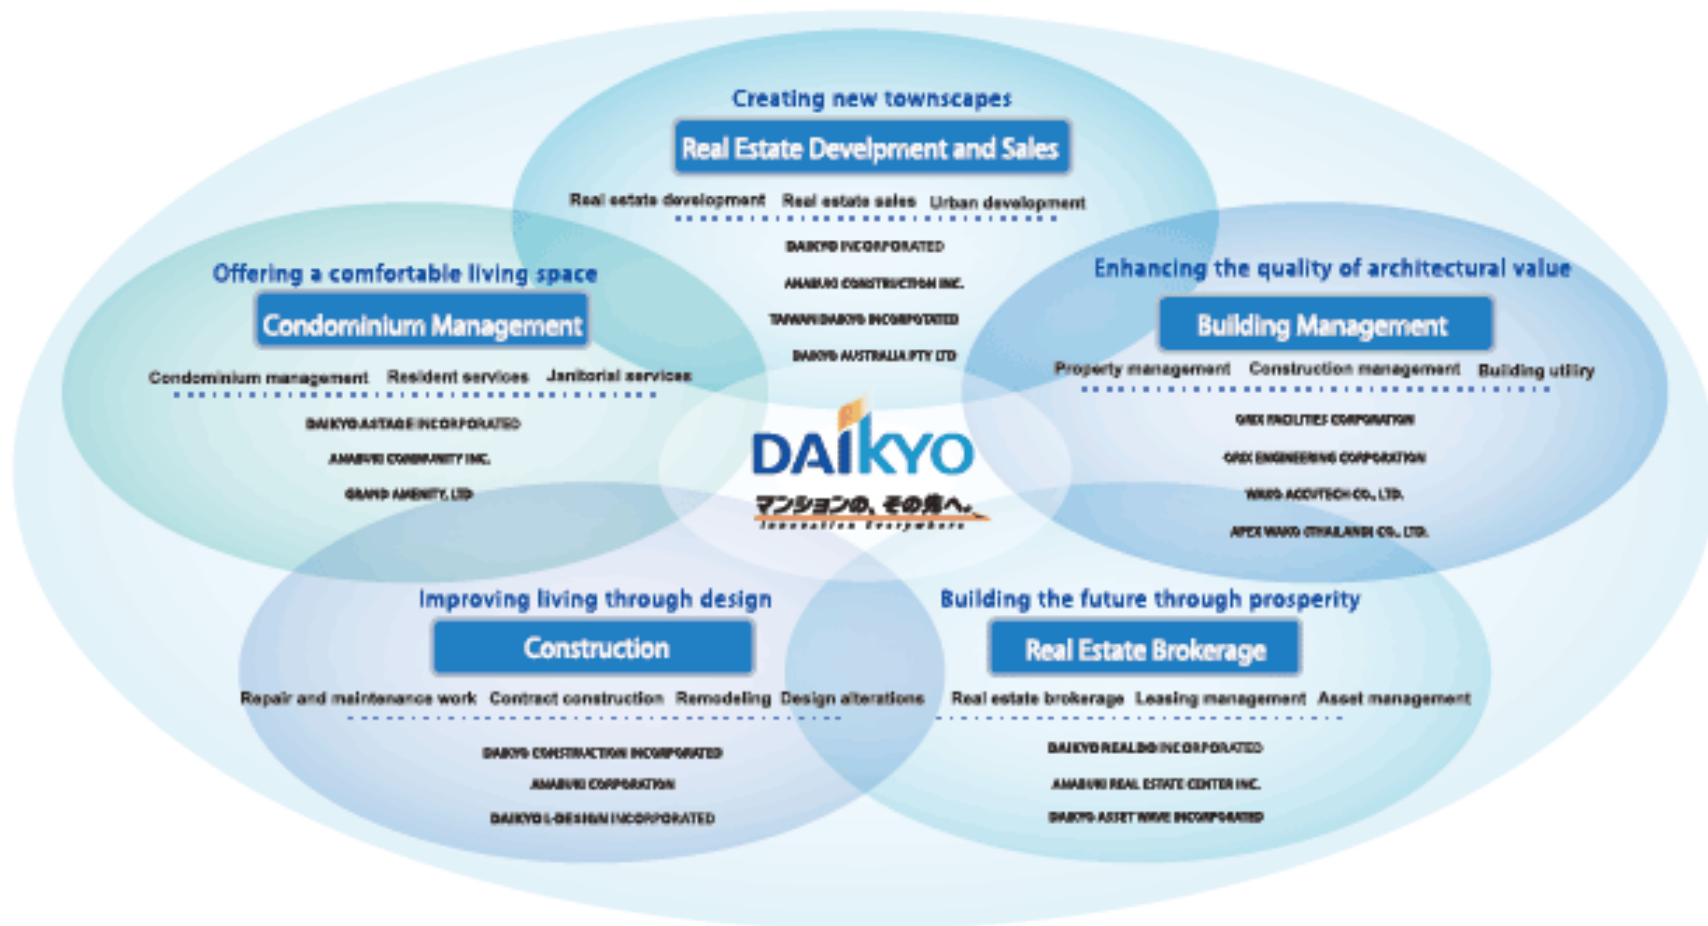 Creating new townscapes
Real Estate Develpment and Sales
Real estate development Real estate sales Urban development
DAIKYO INCORPORATED
ANABUKI CONSTRUCTION INC.
TAIWAN DAIKYO INCORPOTATED
DAIKYO AUSTRALIA PTY LTD
Offering a comfortable living space
Condominium Management
Condominium management Resident services Janitorial services
DAIKYO ASTAGE INCORPORATED
ANABUKI COMMUNITY INC.
GRAND AMENITY, LTD
Enhancing the quality of architectural value
Building Management
Property management Construction management Building utiliry
ORIX FACILITIES CORPORATION
ORIX ENGINEERING CORPORATION
WAKO ACCUTECH CO., LTD.
APEX WAKO (THAILAND) CO., LTD.
DAIKYO
マンションの、その先へ。
Innovation Everywhere
Improving living through design
Construction
Repair and maintenance work Contract construction Remodeling Design alterations
DAIKYO CONSTRUCTION INCORPORATED
ANABUKI CORPORATION
DAIKYO L-DESIGN INCORPORATED
Building the future through prosperity
Real Estate Brokerage
Real estate brokerage Leasing management Asset management
DAIKYO REALDO INCORPORATED
ANABUKI REAL ESTATE CENTER INC.
DAIKYO ASSET WAVE INCORPORATED